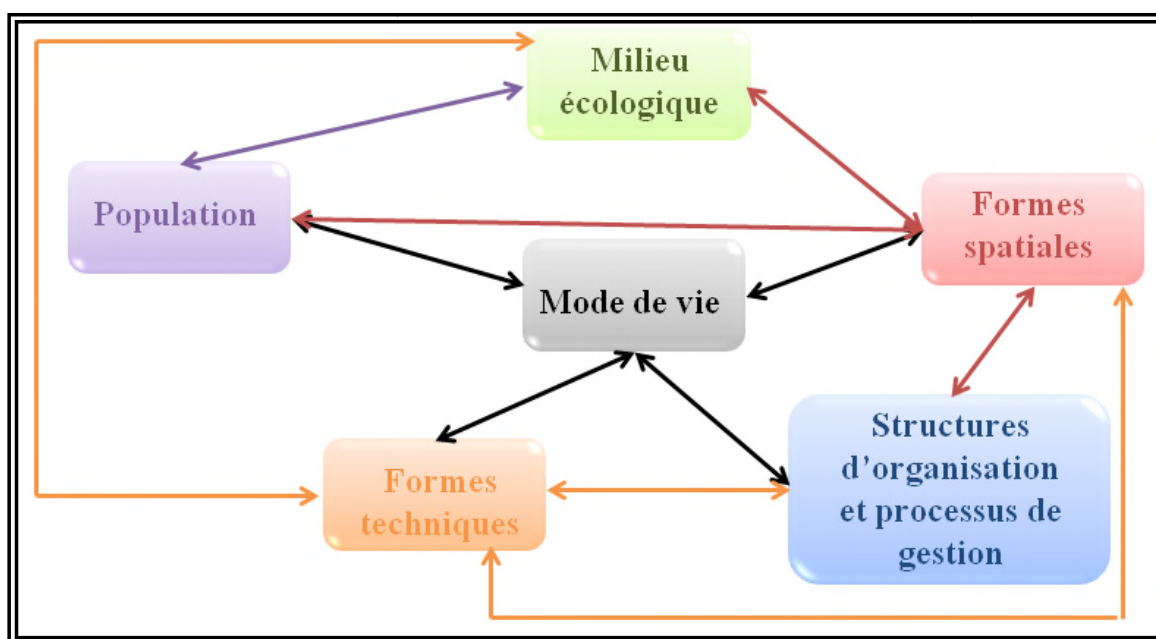 Milieu
écologique
Population
Formes
spatiales
Mode de vie
Formes
techniques
Structures
d’organisation
et processus de
gestion